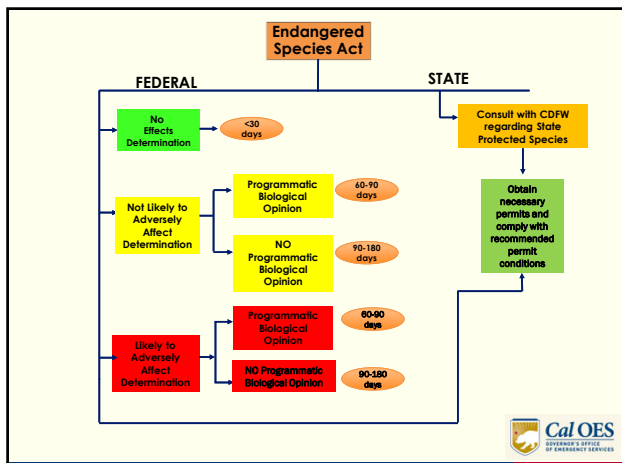 Endangered
Species Act
FEDERAL
STATE
No
Effects
Determination
<30
days
Consult with CDFW
regarding State
Protected Species
Not Likely to
Adversely
Affect
Determination
Programmatic
Biological
Opinion
60-90
days
NO
Programmatic
Biological
Opinion
90-180
days
Obtain
necessary
permits and
comply with
recommended
permit
conditions
Likely to
Adversely
Affect
Determination
Programmatic
Biological
Opinion
60-90
days
NO Programmatic
Biological Opinion
90-180
days
Cal OES
GOVERNOR'S OFFICE
OF EMERGENCY SERVICES